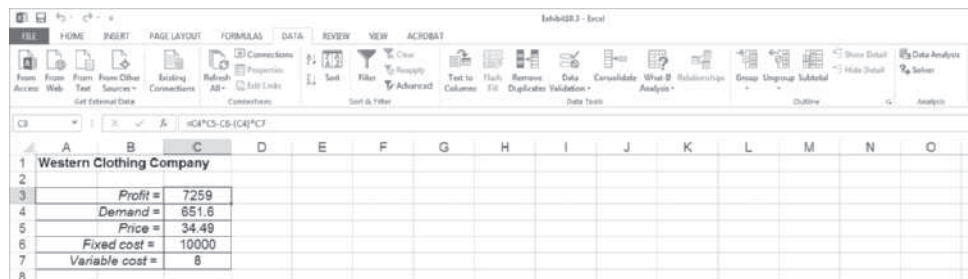 Exhibit10.3 - Excel
FILE HOME INSERT PAGE LAYOUT FORMULAS DATA REVIEW VIEW ACROBAT
From Access
From Web
From Text
From Other Sources
Existing Connections
Refresh All
Connections
Properties
Edit Links
Sort
Filter
Clear
Reapply
Advanced
Text to Columns
Flash Fill
Remove Duplicates
Data Validation
Consolidate
What-If Analysis
Relationships
Group
Ungroup
Subtotal
Show Detail
Hide Detail
Data Analysis
Solver
Get External Data Connections Sort & Filter Data Tools Outline Analysis
C3 =C4*C5-C6-(C4)*C7
A B C D E F G H I J K L M N O
1 Western Clothing Company
2
3 Profit = 7259
4 Demand = 651.6
5 Price = 34.49
6 Fixed cost = 10000
7 Variable cost = 8
8